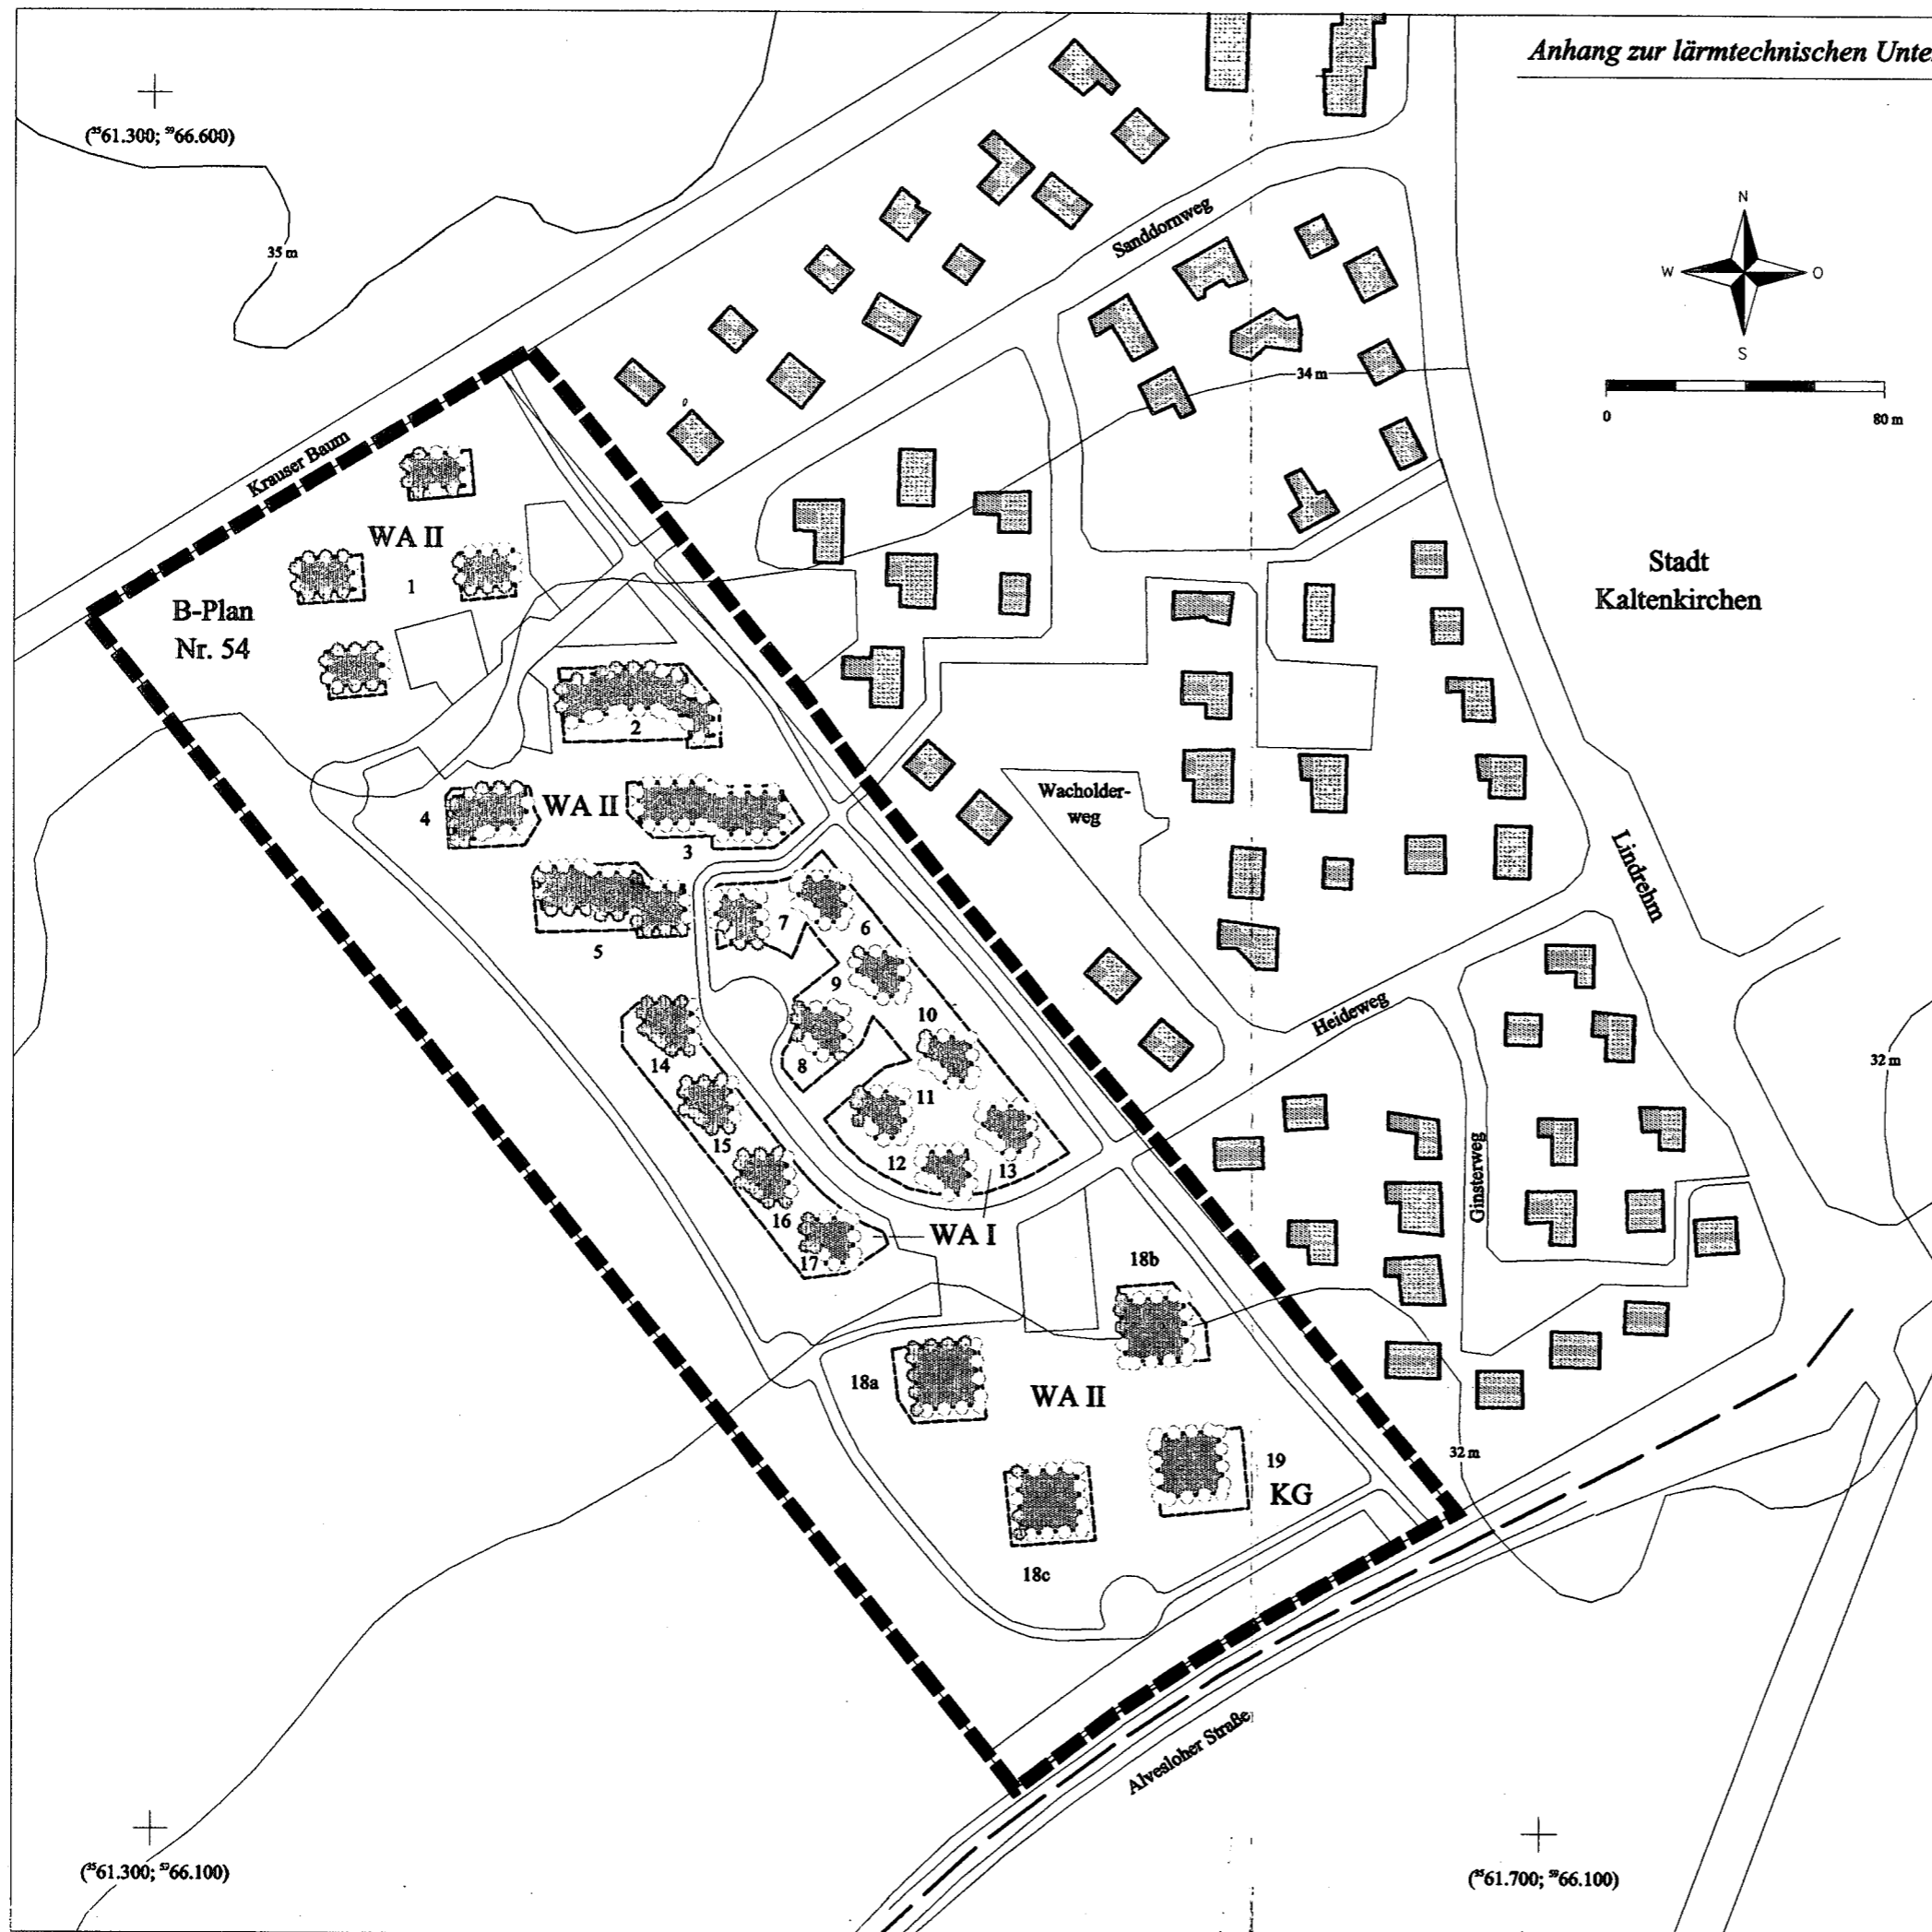 Anhang zur lärmtechnischen Unte
(³⁵61.300; ⁵⁹66.600)
35 m
Sanddornweg
N
W
O
S
0
80 m
34 m
Krauser Baum
WA II
1
B-Plan
Nr. 54
Stadt
Kaltenkirchen
2
4
WA II
3
Wacholder-
weg
Lindrehm
5
7
6
9
10
Heideweg
14
8
11
32 m
15
12
13
Ginsterweg
16
WA I
17
18b
18a
WA II
32 m
19
KG
18c
Alvesloher Straße
(³⁵61.300; ⁵⁹66.100)
(³⁵61.700; ⁵⁹66.100)